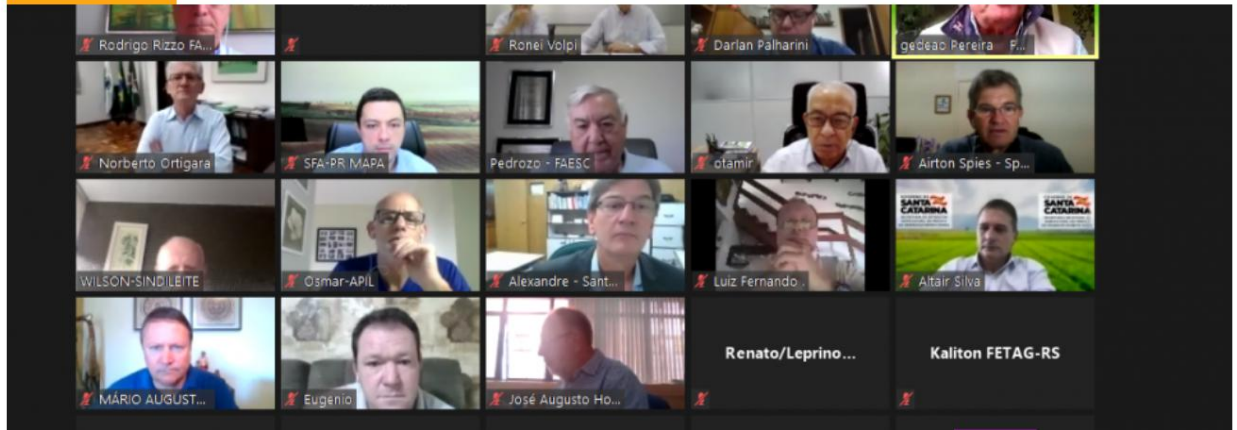 Rodrigo Rizzo FA...
Ronei Volpi
Darlan Palharini
gedeao Pereira - F...
Norberto Ortigara
SFA-PR MAPA
Pedrozo - FAESC
otamir
Airton Spies - Sp...
SANTA
CATARINA
SANTA
CATARINA
WILSON-SINDILEITE
Osmar-APIL
Alexandre - Sant...
Luiz Fernando .
Altair Silva
Renato/Leprino...
Kaliton FETAG-RS
MÁRIO AUGUST...
Eugenio
José Augusto Ho...